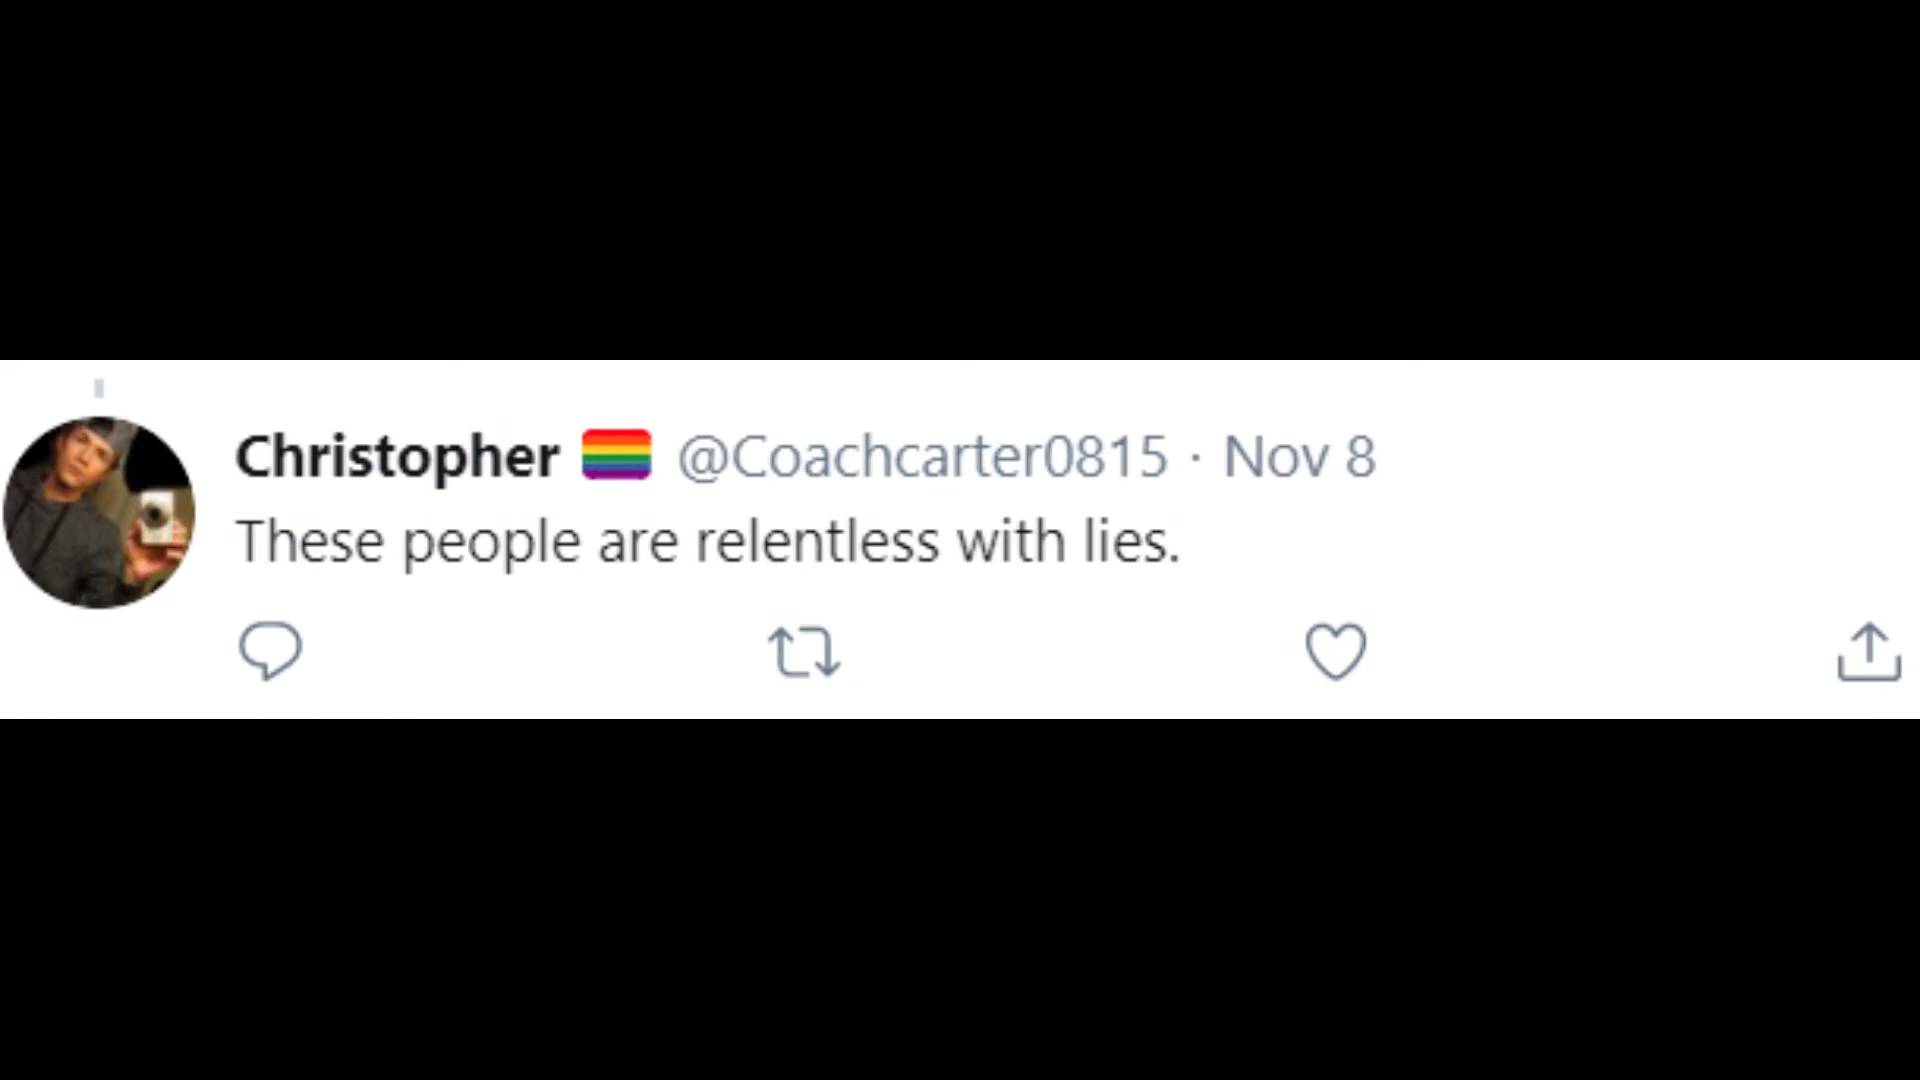 Christopher 🏳️‍🌈 @Coachcarter0815 · Nov 8
These people are relentless with lies.